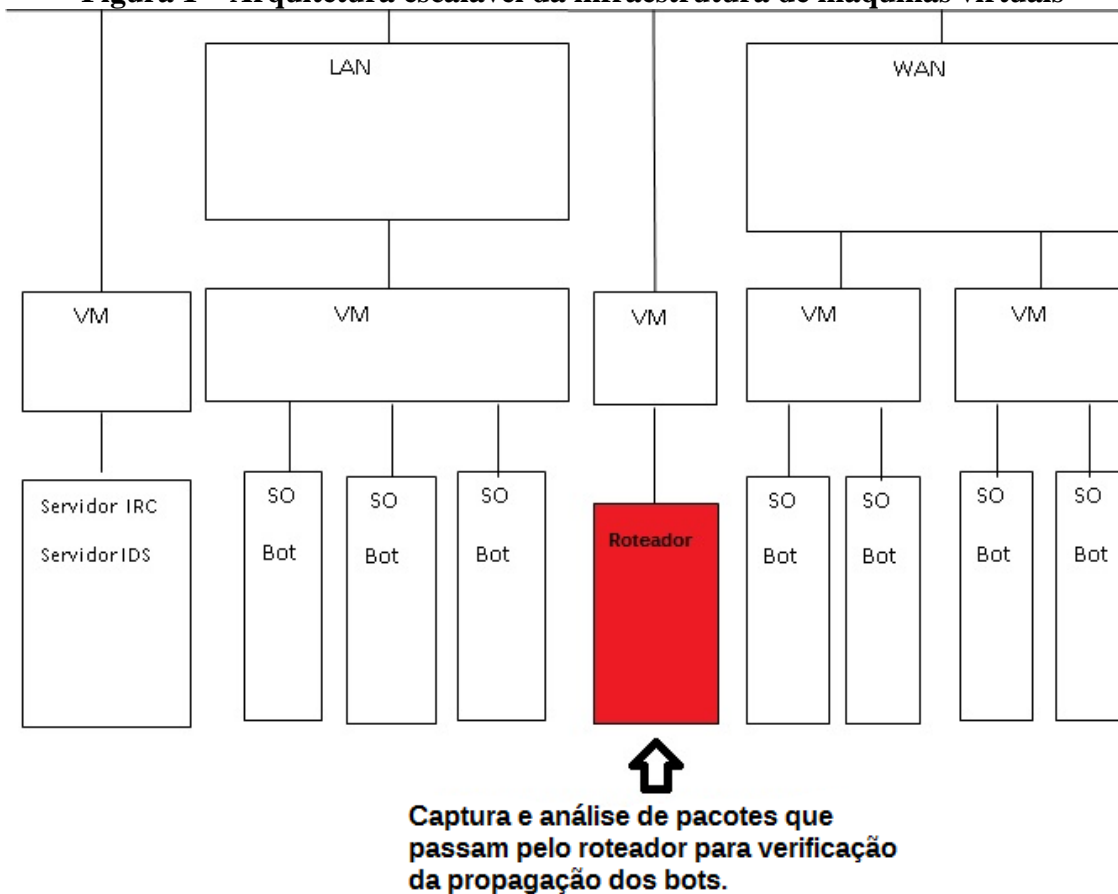 Figura 1 – Arquitetura escalável da infraestrutura de máquinas virtuais
LAN
WAN
VM
VM
VM
VM
VM
Servidor IRC
Servidor IDS
SO
Bot
SO
Bot
SO
Bot
Roteador
SO
Bot
SO
Bot
SO
Bot
SO
Bot
Captura e análise de pacotes que
passam pelo roteador para verificação
da propagação dos bots.